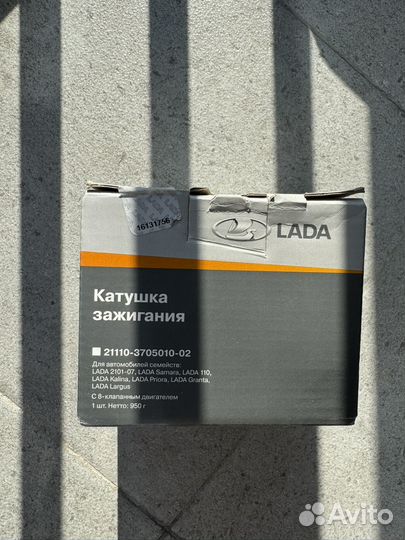 16131756
LADA
Катушка
зажигания
21110-3705010-02
Для автомобилей семейств:
LADA 2101-07, LADA Samara, LADA 110,
LADA Kalina, LADA Priora, LADA Granta,
LADA Largus
С 8-клапанным двигателем
1 шт. Нетто: 950 г
Avito